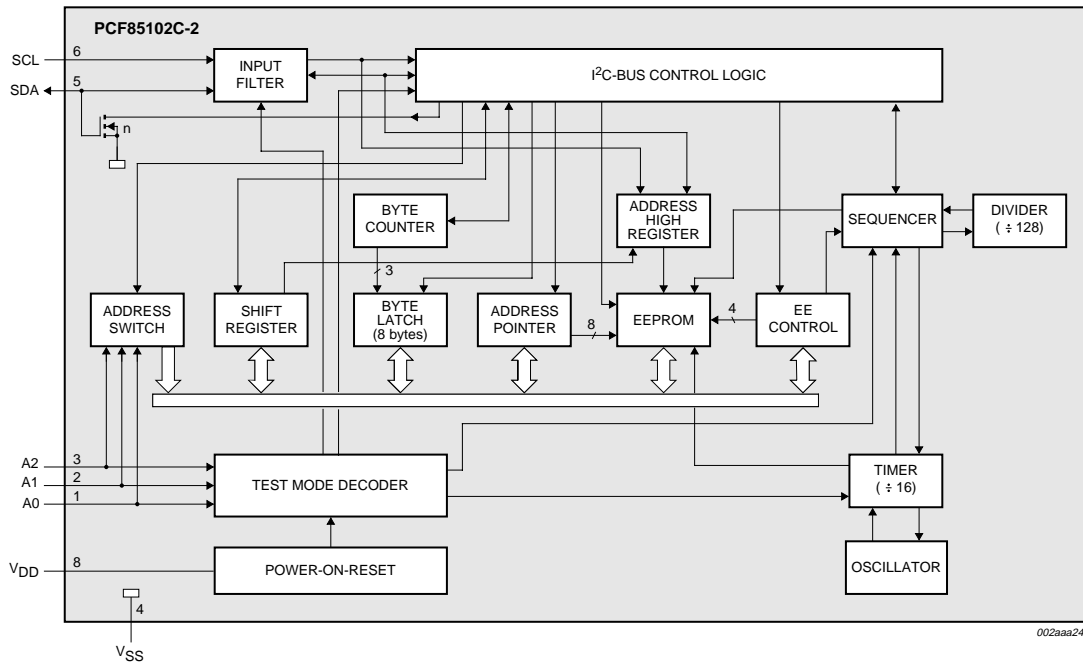 PCF85102C-2
SCL
6
SDA
5
n
INPUT
FILTER
I2C-BUS CONTROL LOGIC
BYTE
COUNTER
3
ADDRESS
HIGH
REGISTER
SEQUENCER
DIVIDER
( ÷ 128)
ADDRESS
SWITCH
SHIFT
REGISTER
BYTE
LATCH
(8 bytes)
ADDRESS
POINTER
8
EEPROM
4
EE
CONTROL
A2
3
A1
2
A0
1
TEST MODE DECODER
TIMER
( ÷ 16)
VDD
8
POWER-ON-RESET
OSCILLATOR
4
VSS
002aaa24